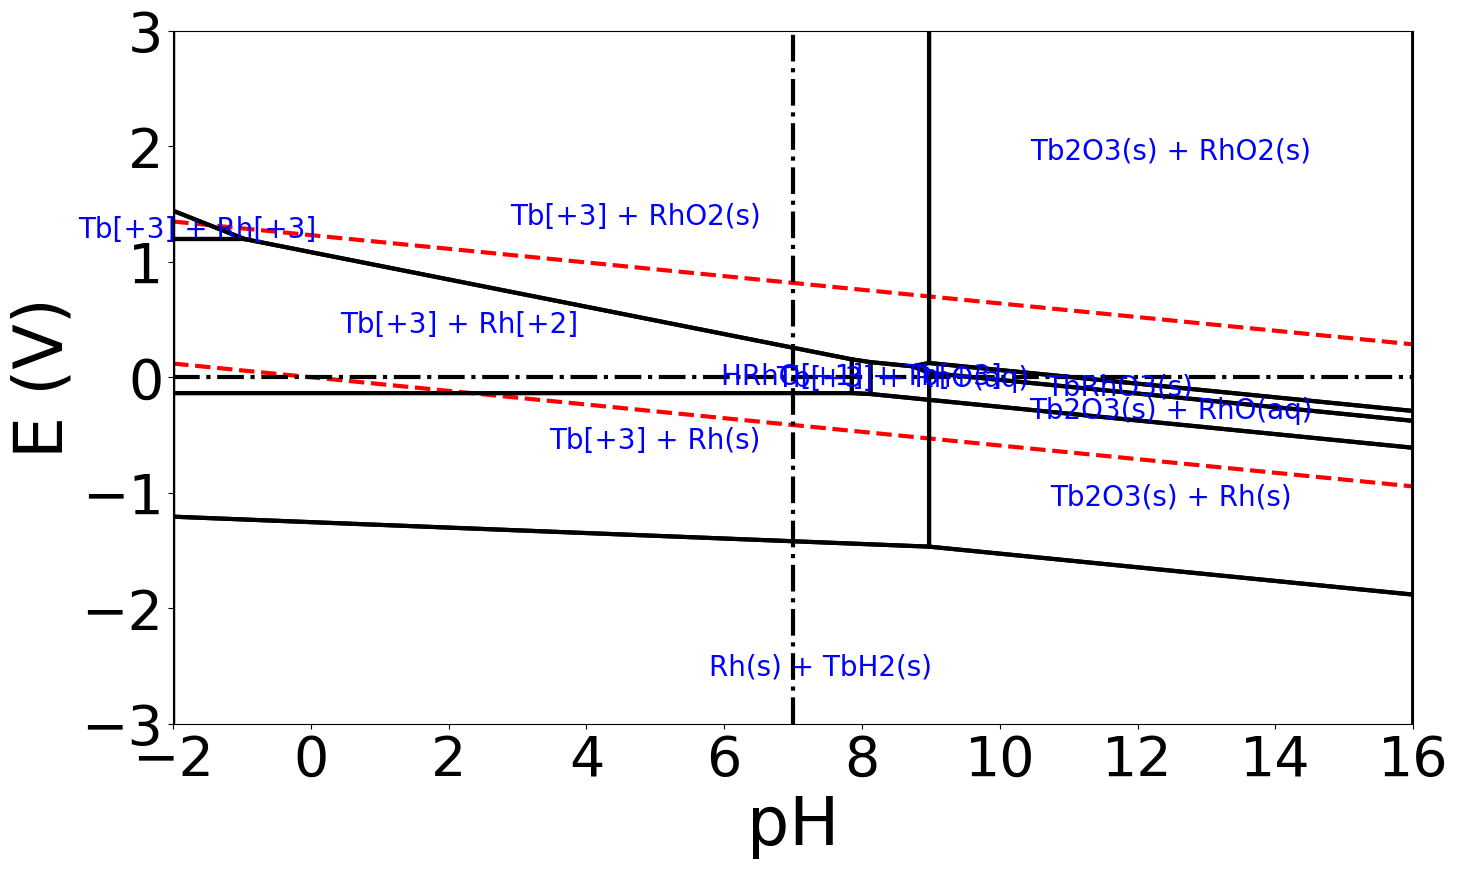 3
2
1
0
−1
−2
−3
E (V)
Tb2O3(s) + RhO2(s)
Tb[+3] + RhO2(s)
Tb[+3] + Rh[+3]
Tb[+3] + Rh[+2]
TbRhO3(s)
Tb2O3(s) + RhO(aq)
Tb[+3] + Rh(s)
Tb2O3(s) + Rh(s)
Rh(s) + TbH2(s)
−2 0 2 4 6 8 10 12 14 16
pH